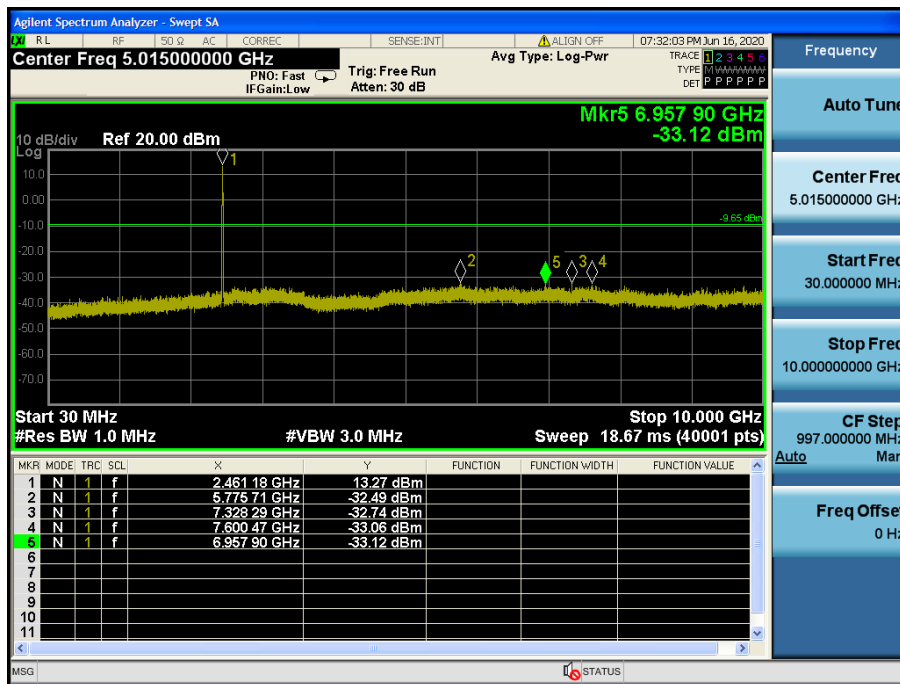 Agilent Spectrum Analyzer - Swept SA
LXI RL RF 50 Ω AC CORREC SENSE:INT ALIGN OFF 07:32:03 PM Jun 16, 2020
Center Freq 5.015000000 GHz
PNO: Fast
IFGain:Low
Trig: Free Run
Atten: 30 dB
Avg Type: Log-Pwr
TRACE 1 2 3 4 5 6
TYPE MWWWWW
DET P P P P P P
Mkr5 6.957 90 GHz
-33.12 dBm
10 dB/div Ref 20.00 dBm
Log
10.0
0.00
-10.0
-20.0
-30.0
-40.0
-50.0
-60.0
-70.0
1
-9.65 dBm
2 5 3 4
Start 30 MHz Stop 10.000 GHz
#Res BW 1.0 MHz #VBW 3.0 MHz Sweep 18.67 ms (40001 pts)
MKR MODE TRC SCL X Y FUNCTION FUNCTION WIDTH FUNCTION VALUE
1 N 1 f 2.461 18 GHz 13.27 dBm
2 N 1 f 5.775 71 GHz -32.49 dBm
3 N 1 f 7.328 29 GHz -32.74 dBm
4 N 1 f 7.600 47 GHz -33.06 dBm
5 N 1 f 6.957 90 GHz -33.12 dBm
6
7
8
9
10
11
MSG STATUS
Frequency
Auto Tune
Center Freq
5.015000000 GHz
Start Freq
30.000000 MHz
Stop Freq
10.000000000 GHz
CF Step
997.000000 MHz
Auto Man
Freq Offset
0 Hz